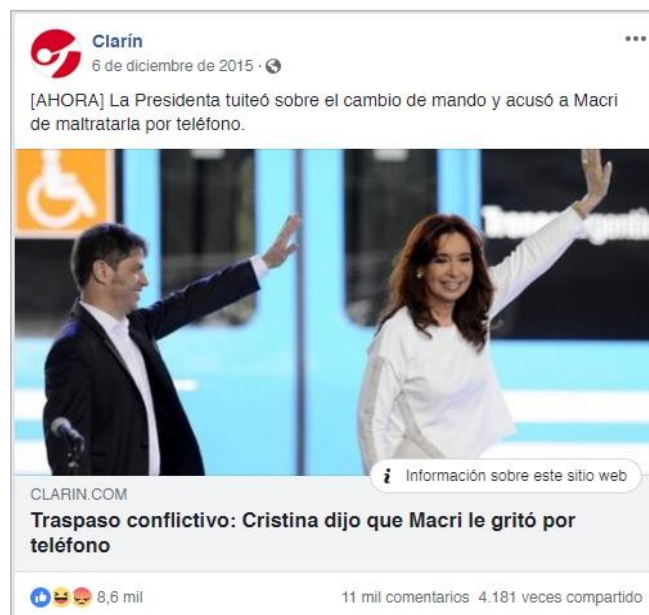 Clarín
6 de diciembre de 2015 ·
[AHORA] La Presidenta tuiteó sobre el cambio de mando y acusó a Macri
de maltratarla por teléfono.
Información sobre este sitio web
CLARIN.COM
Traspaso conflictivo: Cristina dijo que Macri le gritó por
teléfono
8,6 mil
11 mil comentarios 4.181 veces compartido